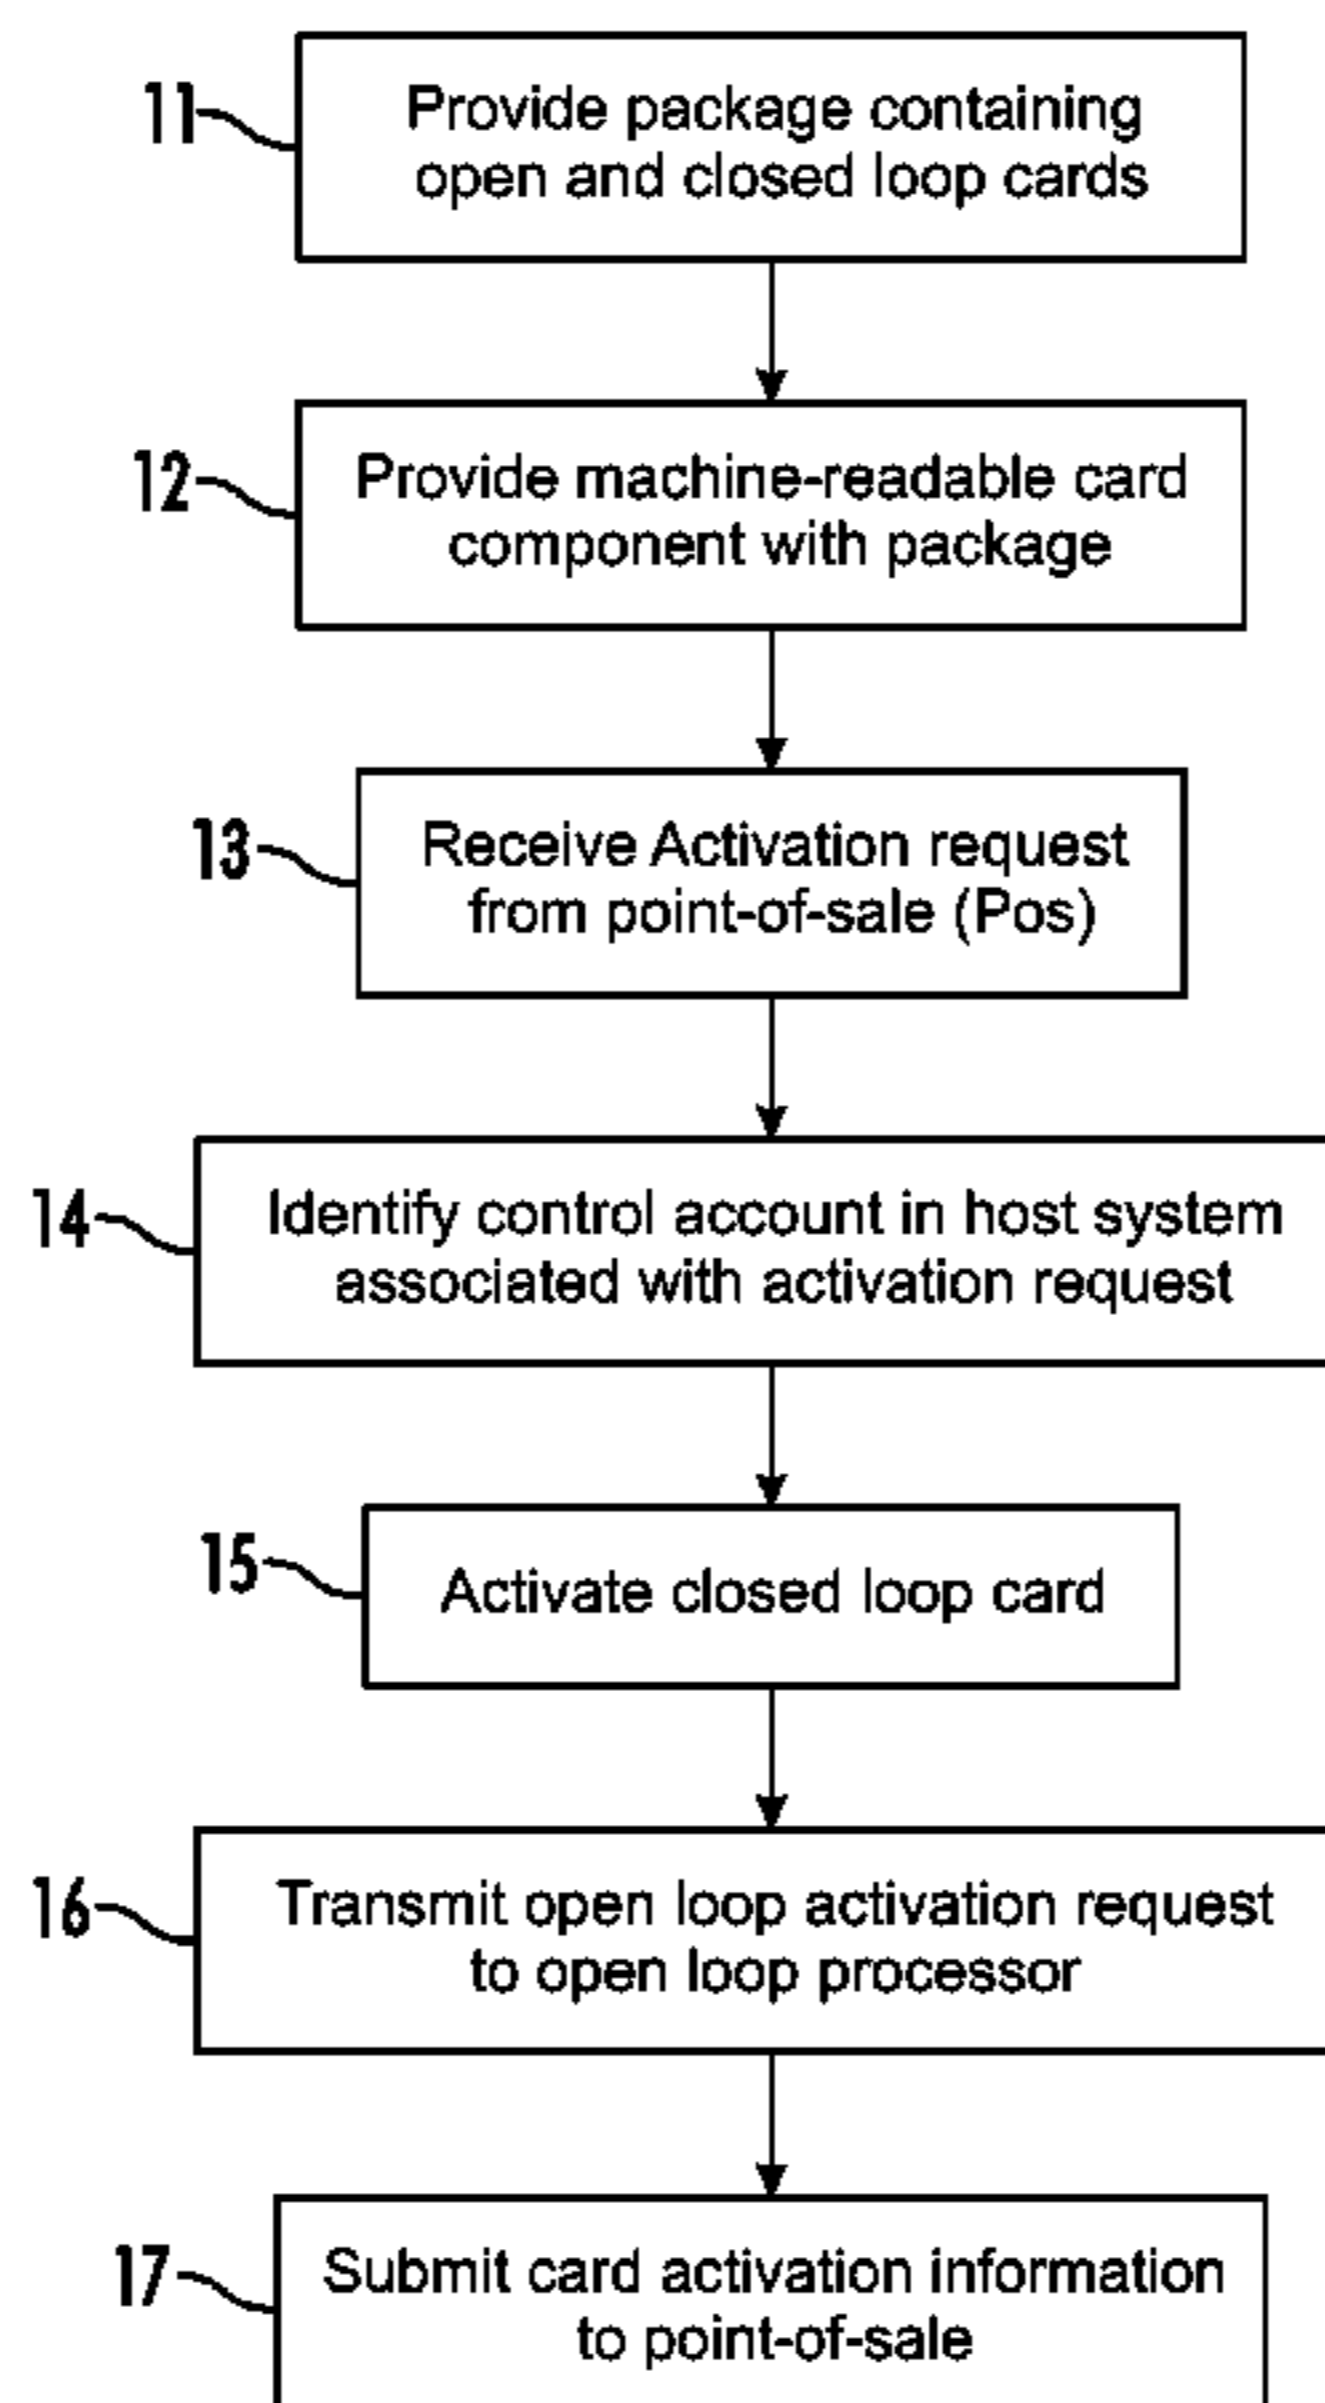 11
Provide package containing
open and closed loop cards
12
Provide machine-readable card
component with package
13
Receive Activation request
from point-of-sale (Pos)
14
Identify control account in host system
associated with activation request
15
Activate closed loop card
16
Transmit open loop activation request
to open loop processor
17
Submit card activation information
to point-of-sale